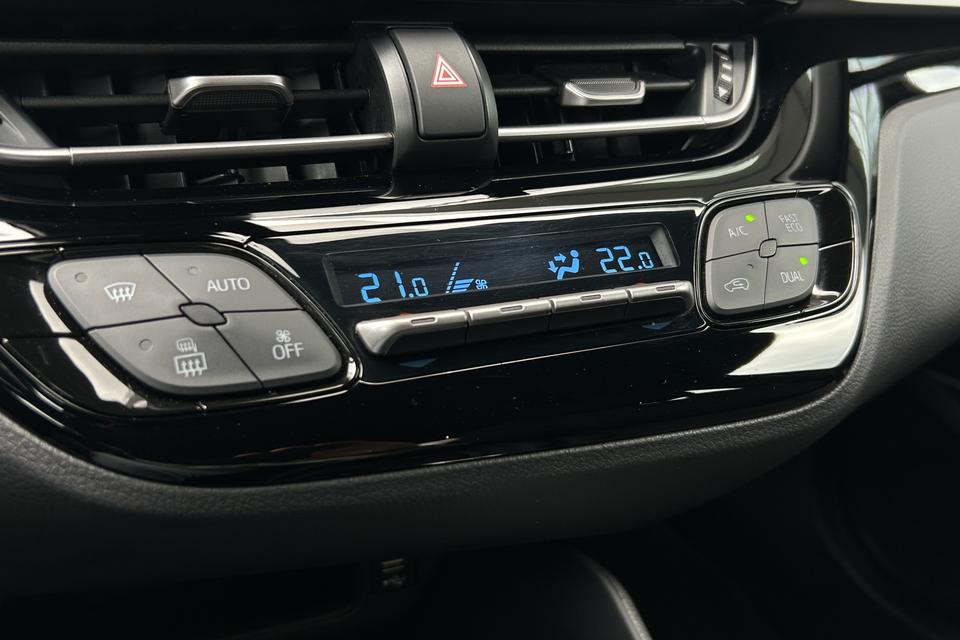 21.0
22.0
A/C
FAST
ECO
DUAL
AUTO
OFF